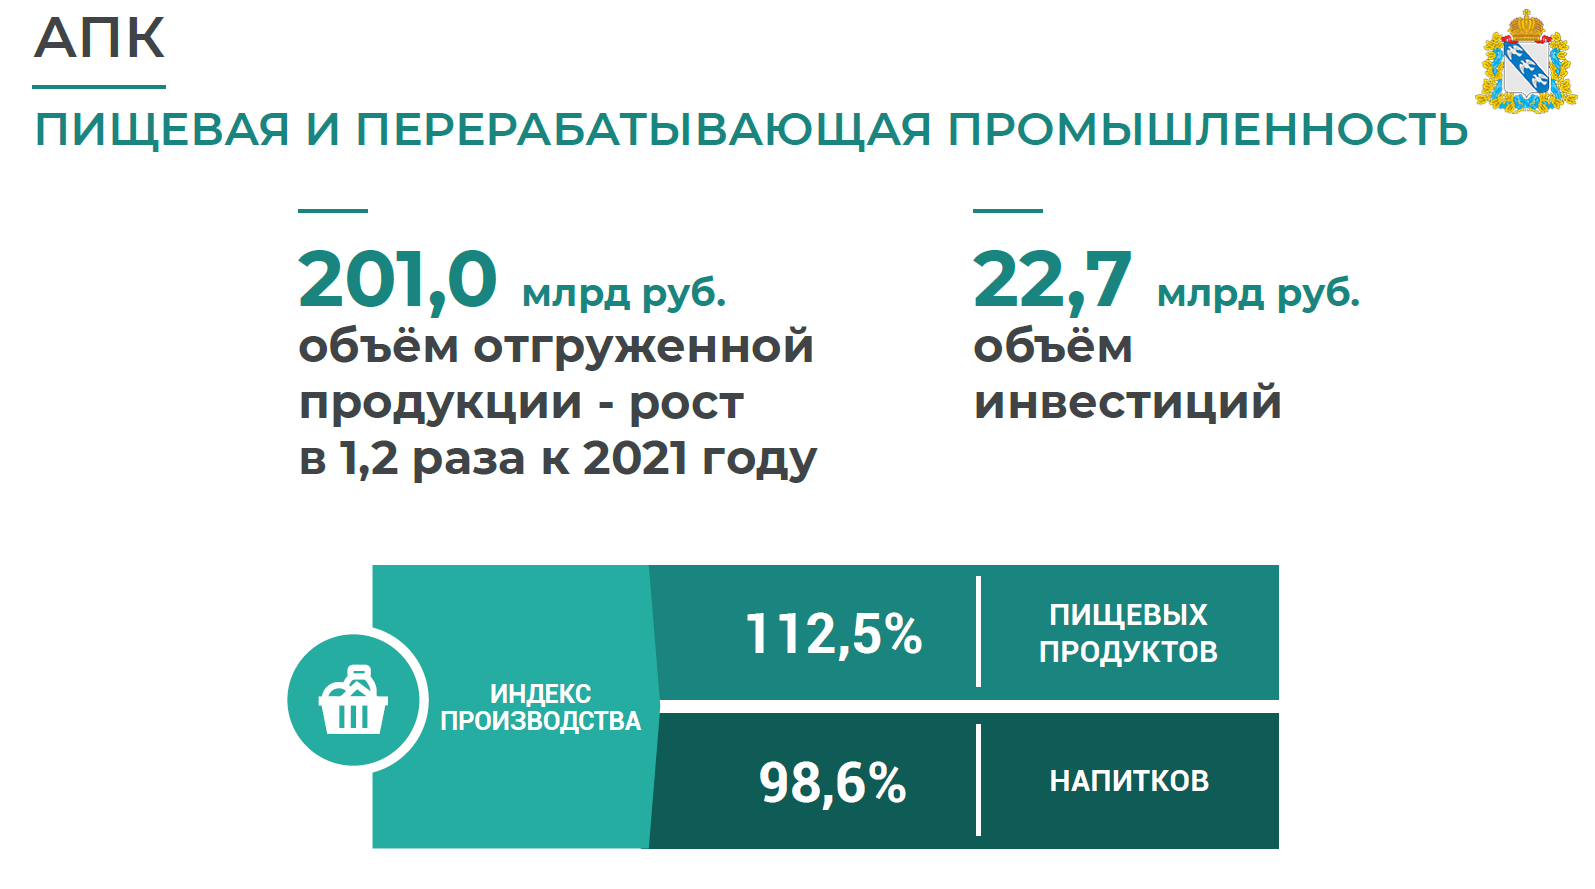 АПК
ПИЩЕВАЯ И ПЕРЕРАБАТЫВАЮЩАЯ ПРОМЫШЛЕННОСТЬ
201,0 млрд руб.
объём отгруженной
продукции - рост
в 1,2 раза к 2021 году
22,7 млрд руб.
объём
инвестиций
ИНДЕКС
ПРОИЗВОДСТВА
112,5%
ПИЩЕВЫХ
ПРОДУКТОВ
98,6%
НАПИТКОВ